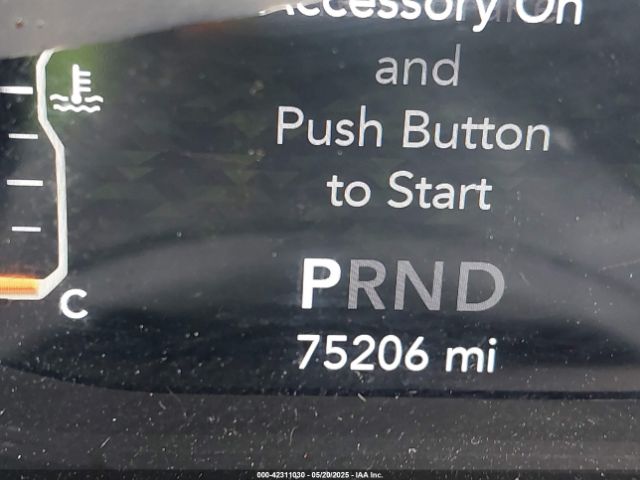 Accessory On
and
Push Button
to Start
C
PRND
75206 mi
000-42311030 - 05/20/2025 - IAA Inc.